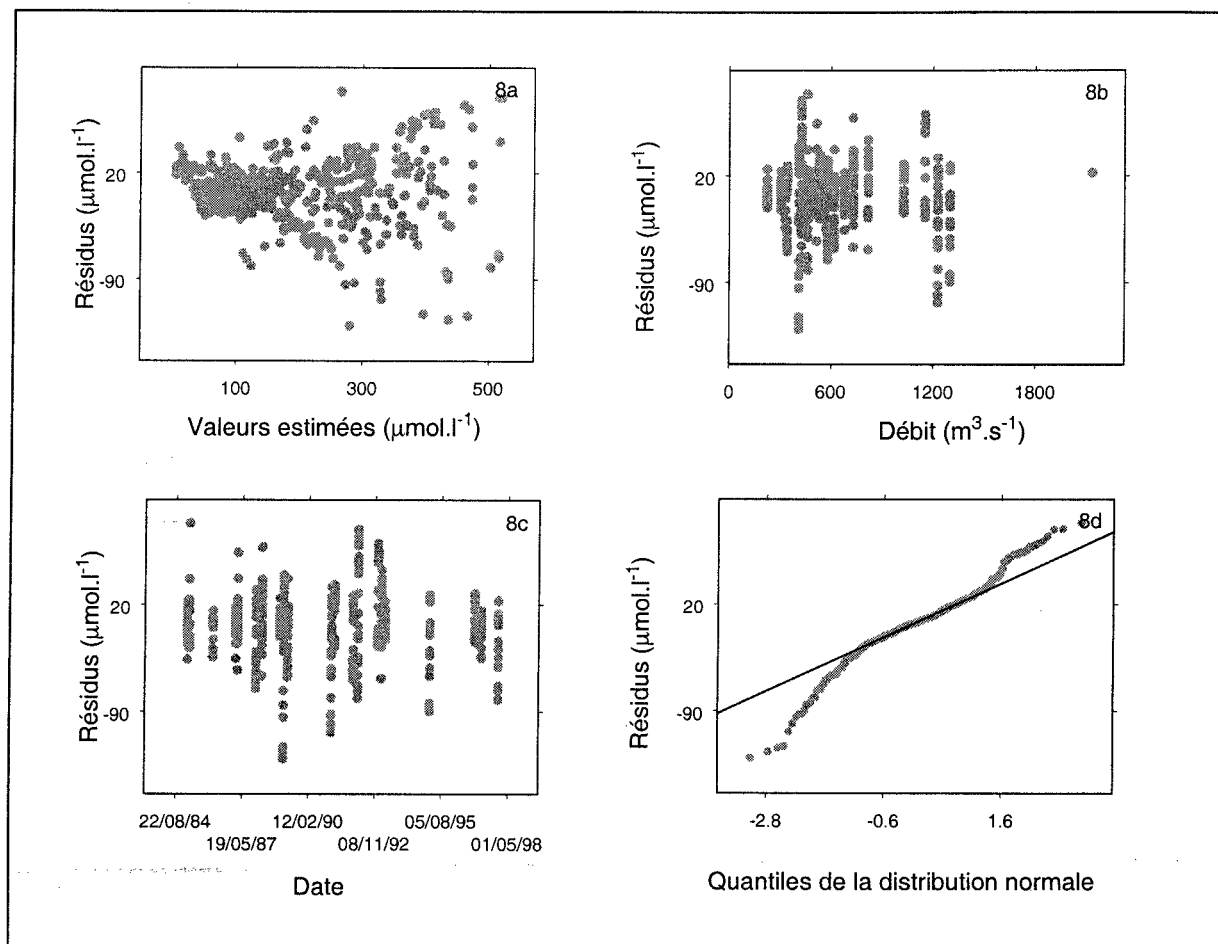 8a
Résidus (μmol.l-1)
20
-90
100 300 500
Valeurs estimées (μmol.l-1)
8b
Résidus (μmol.l-1)
20
-90
0 600 1200 1800
Débit (m3.s-1)
8c
Résidus (μmol.l-1)
20
-90
22/08/84 12/02/90 05/08/95
19/05/87 08/11/92 01/05/98
Date
8d
Résidus (μmol.l-1)
20
-90
-2.8 -0.6 1.6
Quantiles de la distribution normale